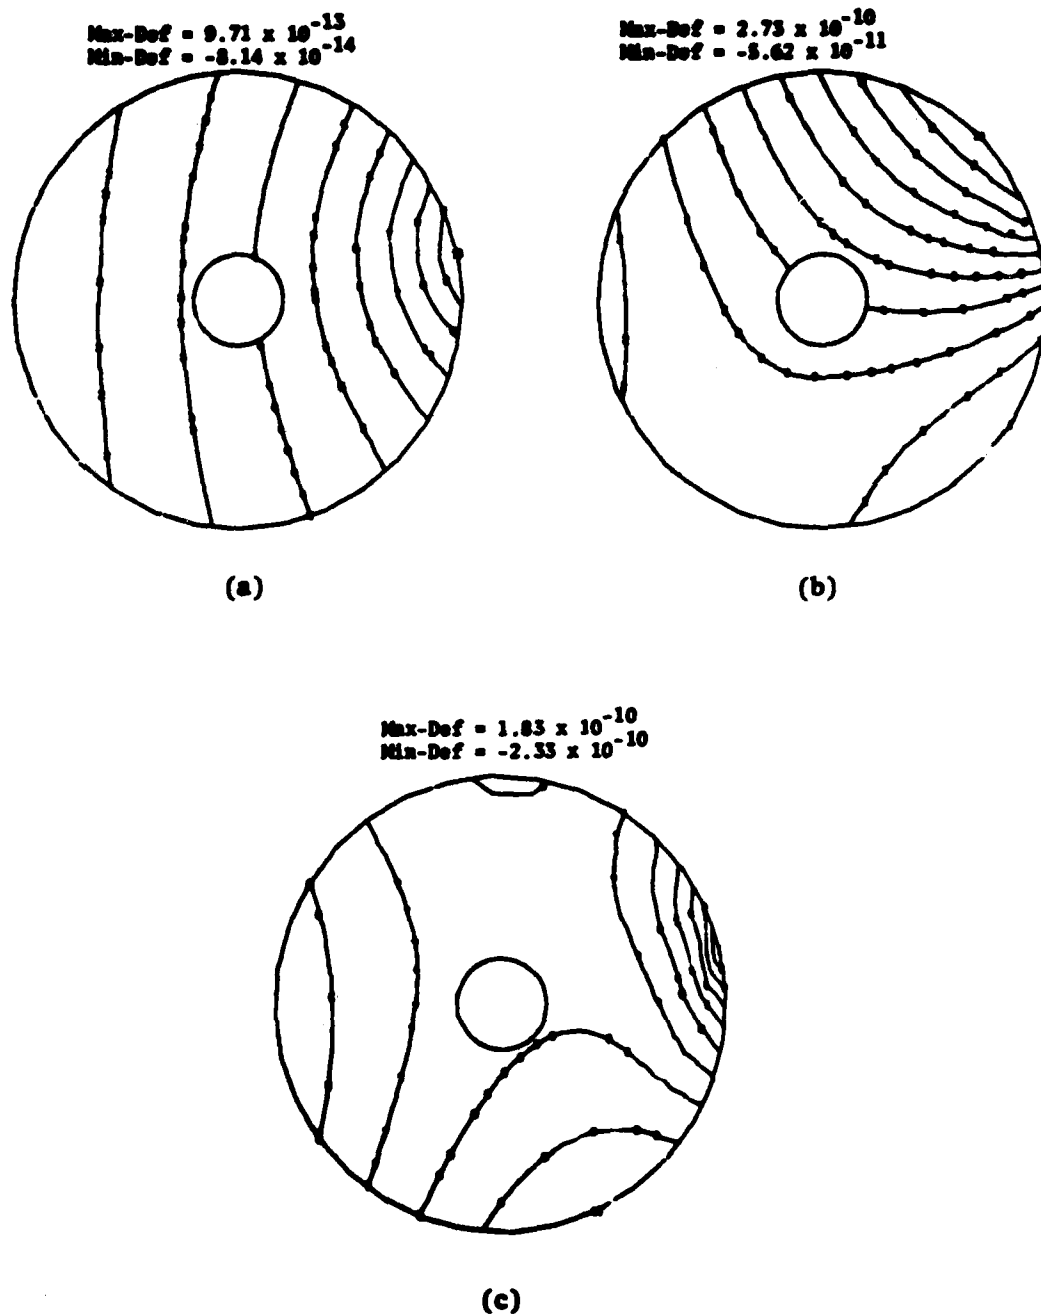 Max-Def = 9.71 x 10^-13
Min-Def = -8.14 x 10^-14
Max-Def = 2.73 x 10^-10
Min-Def = -5.62 x 10^-11
(a)
(b)
Max-Def = 1.83 x 10^-10
Min-Def = -2.33 x 10^-10
(c)